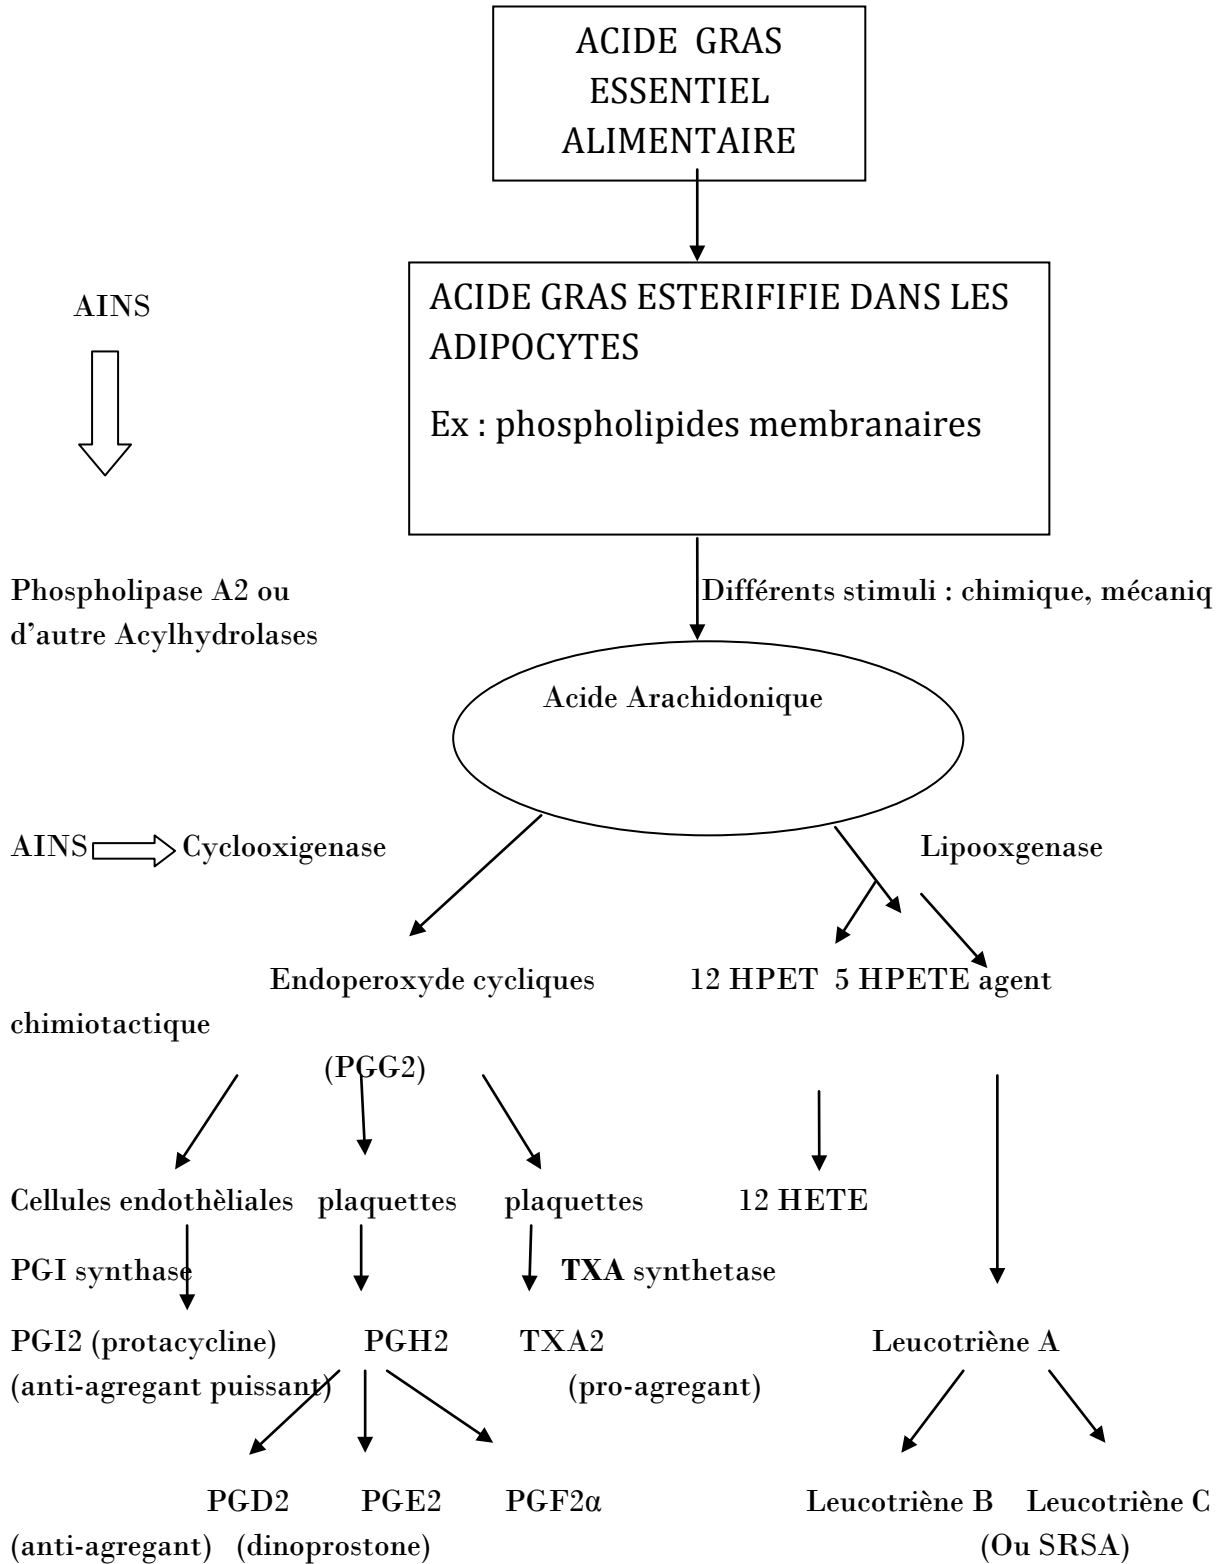 ACIDE GRAS
ESSENTIEL
ALIMENTAIRE
AINS
ACIDE GRAS ESTERIFIFIE DANS LES
ADIPOCYTES
Ex : phospholipides membranaires
Phospholipase A2 ou
d'autre Acylhydrolases
Différents stimuli : chimique, mécaniq
Acide Arachidonique
AINS Cyclooxigenase Lipooxgenase
Endoperoxyde cycliques 12 HPET 5 HPETE agent
chimiotactique
(PGG2)
Cellules endothèliales plaquettes plaquettes 12 HETE
PGI synthase TXA synthetase
PGI2 (protacycline) PGH2 TXA2 Leucotriène A
(anti-agregant puissant) (pro-agregant)
PGD2 PGE2 PGF2α Leucotriène B Leucotriène C
(anti-agregant) (dinoprostone) (Ou SRSA)